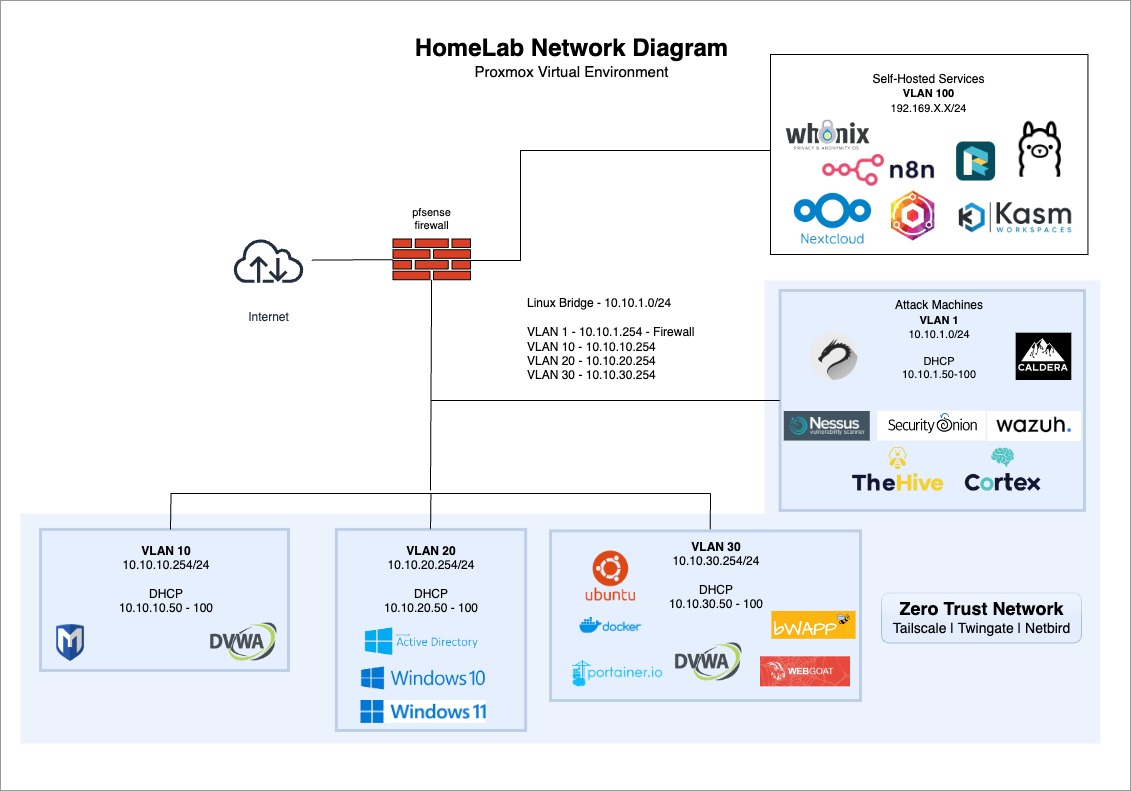 HomeLab Network Diagram
Proxmox Virtual Environment
Self-Hosted Services
VLAN 100
192.169.X.X/24
whonix
PRIVACY & ANONYMITY OS
n8n
Nextcloud
Kasm
WORKSPACES
pfsense
firewall
Internet
Linux Bridge - 10.10.1.0/24
VLAN 1 - 10.10.1.254 - Firewall
VLAN 10 - 10.10.10.254
VLAN 20 - 10.10.20.254
VLAN 30 - 10.10.30.254
Attack Machines
VLAN 1
10.10.1.0/24
DHCP
10.10.1.50-100
CALDERA
Nessus
vulnerability scanner
Security Onion
wazuh.
TheHive
Cortex
VLAN 10
10.10.10.254/24
DHCP
10.10.10.50 - 100
DVWA
VLAN 20
10.10.20.254/24
DHCP
10.10.20.50 - 100
Active Directory
Windows 10
Windows 11
VLAN 30
10.10.30.254/24
DHCP
10.10.30.50 - 100
ubuntu
docker
bWAPP
portainer.io
DVWA
WEBGOAT
Zero Trust Network
Tailscale | Twingate | Netbird